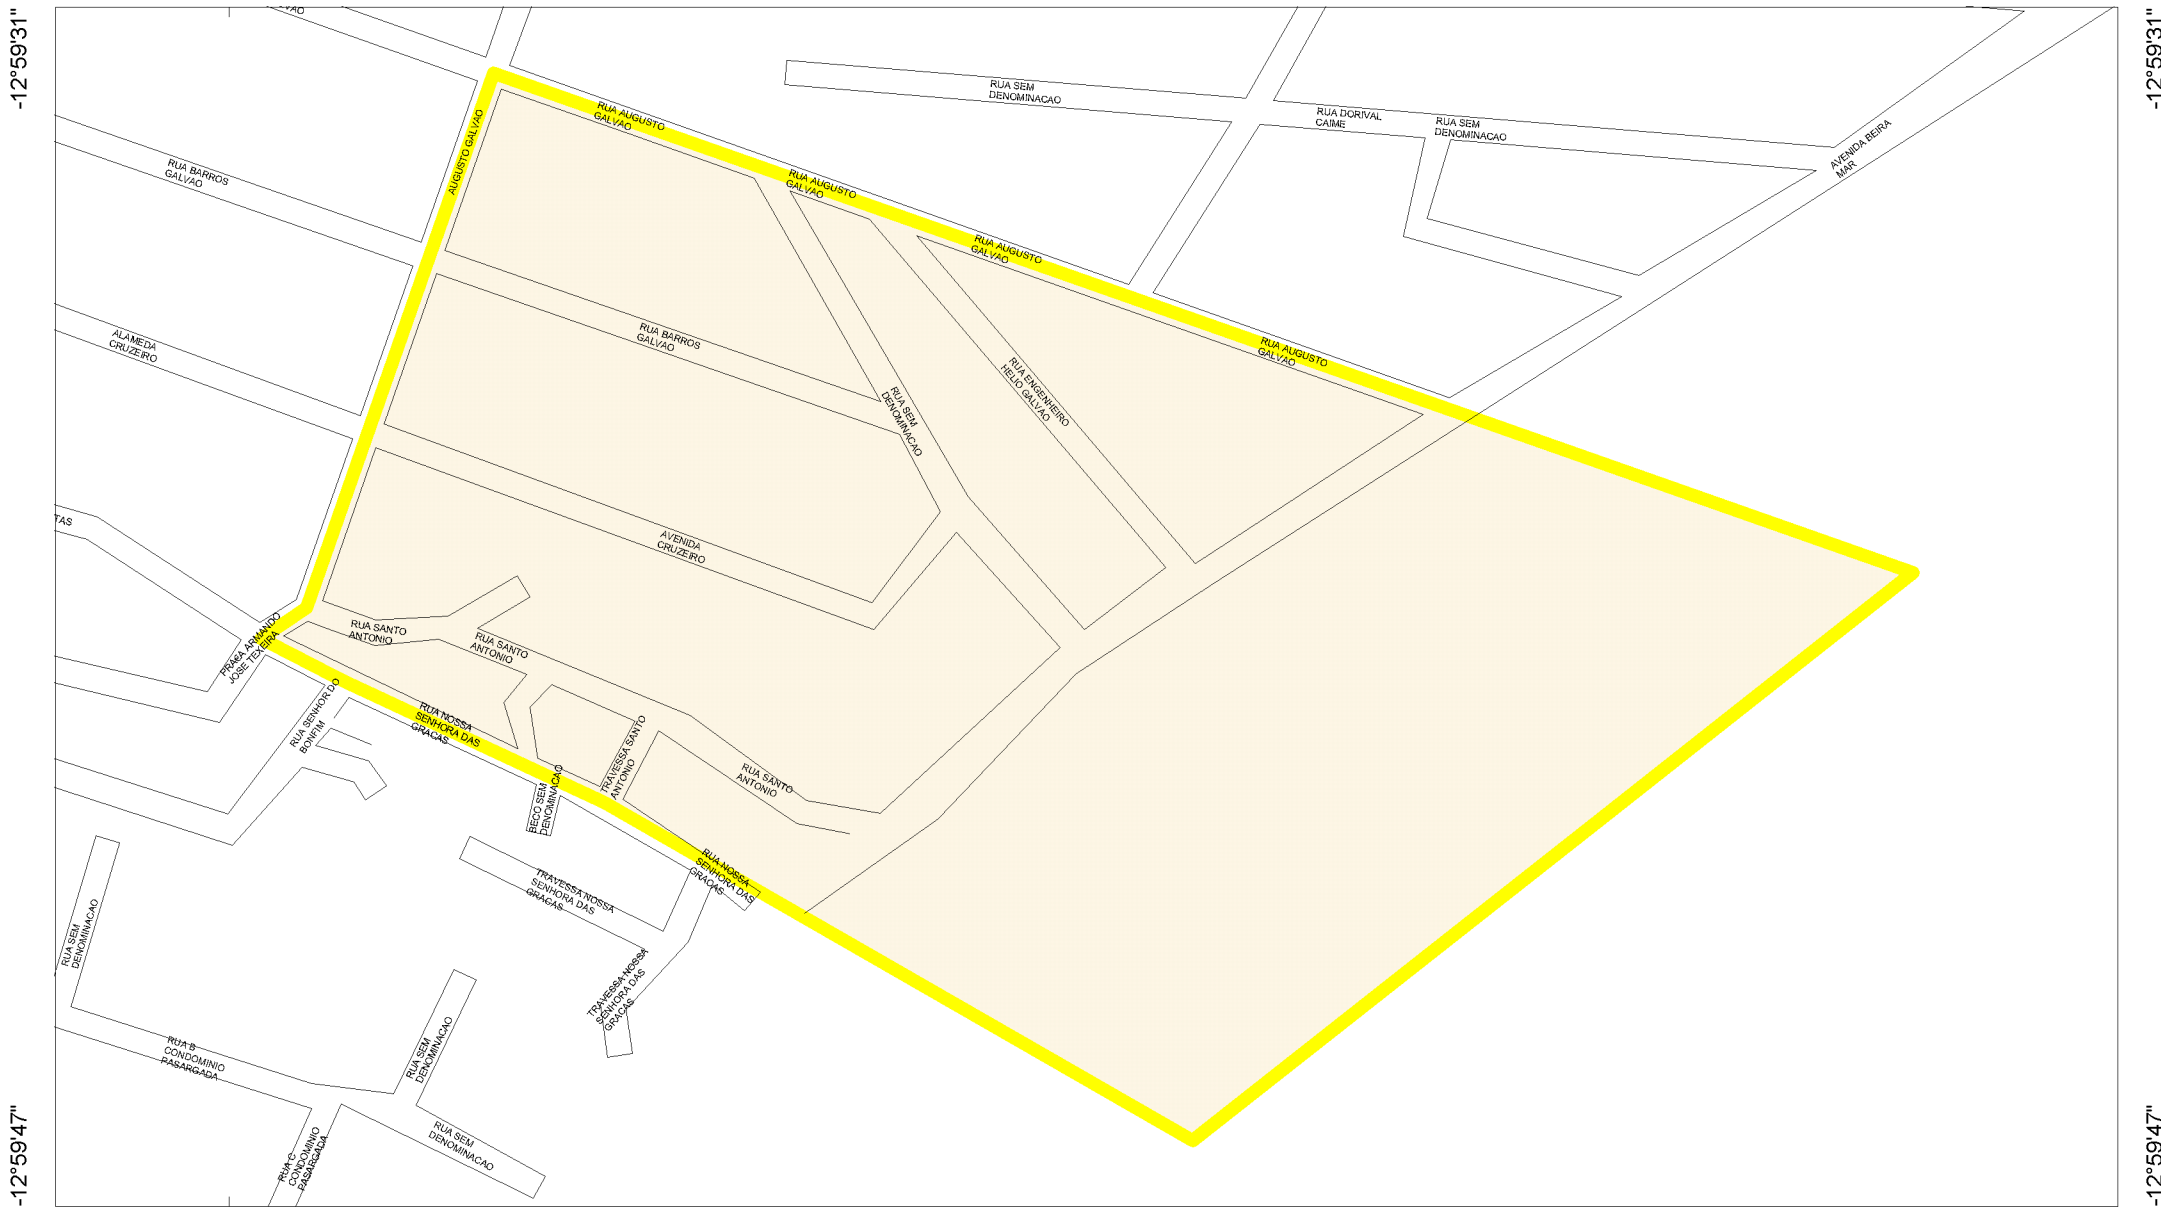 -12°59'31"
-12°59'31"
VAO
RUA SEM
DENOMINACAO
RUA AUGUSTO
GALVAO
RUA DORIVAL
CAIME
RUA SEM
DENOMINACAO
AVENIDA BEIRA
MAR
AUGUSTO GALVAO
RUA BARROS
GALVAO
RUA AUGUSTO
GALVAO
RUA AUGUSTO
GALVAO
ALAMEDA
CRUZEIRO
RUA BARROS
GALVAO
RUA AUGUSTO
GALVAO
RUA ENGENHEIRO
HELIO GALVAO
RUA SEM
DENOMINACAO
TAS
AVENIDA
CRUZEIRO
PRACA ARMANDO
JOSE TEXEIRA
RUA SANTO
ANTONIO
RUA SANTO
ANTONIO
RUA SENHOR DO
BONFIM
RUA NOSSA
SENHORA DAS
GRACAS
TRAVESSA SANTO
ANTONIO
RUA SANTO
ANTONIO
BECO SEM
DENOMINACAO
RUA NOSSA
SENHORA DAS
GRACAS
TRAVESSA NOSSA
SENHORA DAS
GRACAS
RUA SEM
DENOMINACAO
TRAVESSA NOSSA
SENHORA DAS
GRACAS
RUA B
CONDOMINIO
PASARGADA
RUA SEM
DENOMINACAO
RUA SEM
DENOMINACAO
RUA C
CONDOMINIO
PASARGADA
-12°59'47"
-12°59'47"